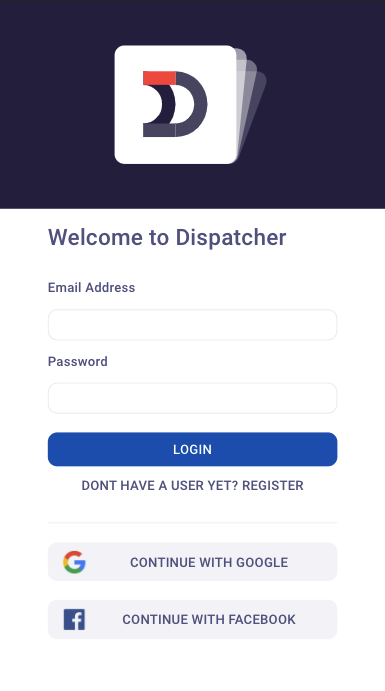 Welcome to Dispatcher
Email Address
Password
LOGIN
DONT HAVE A USER YET? REGISTER
CONTINUE WITH GOOGLE
CONTINUE WITH FACEBOOK